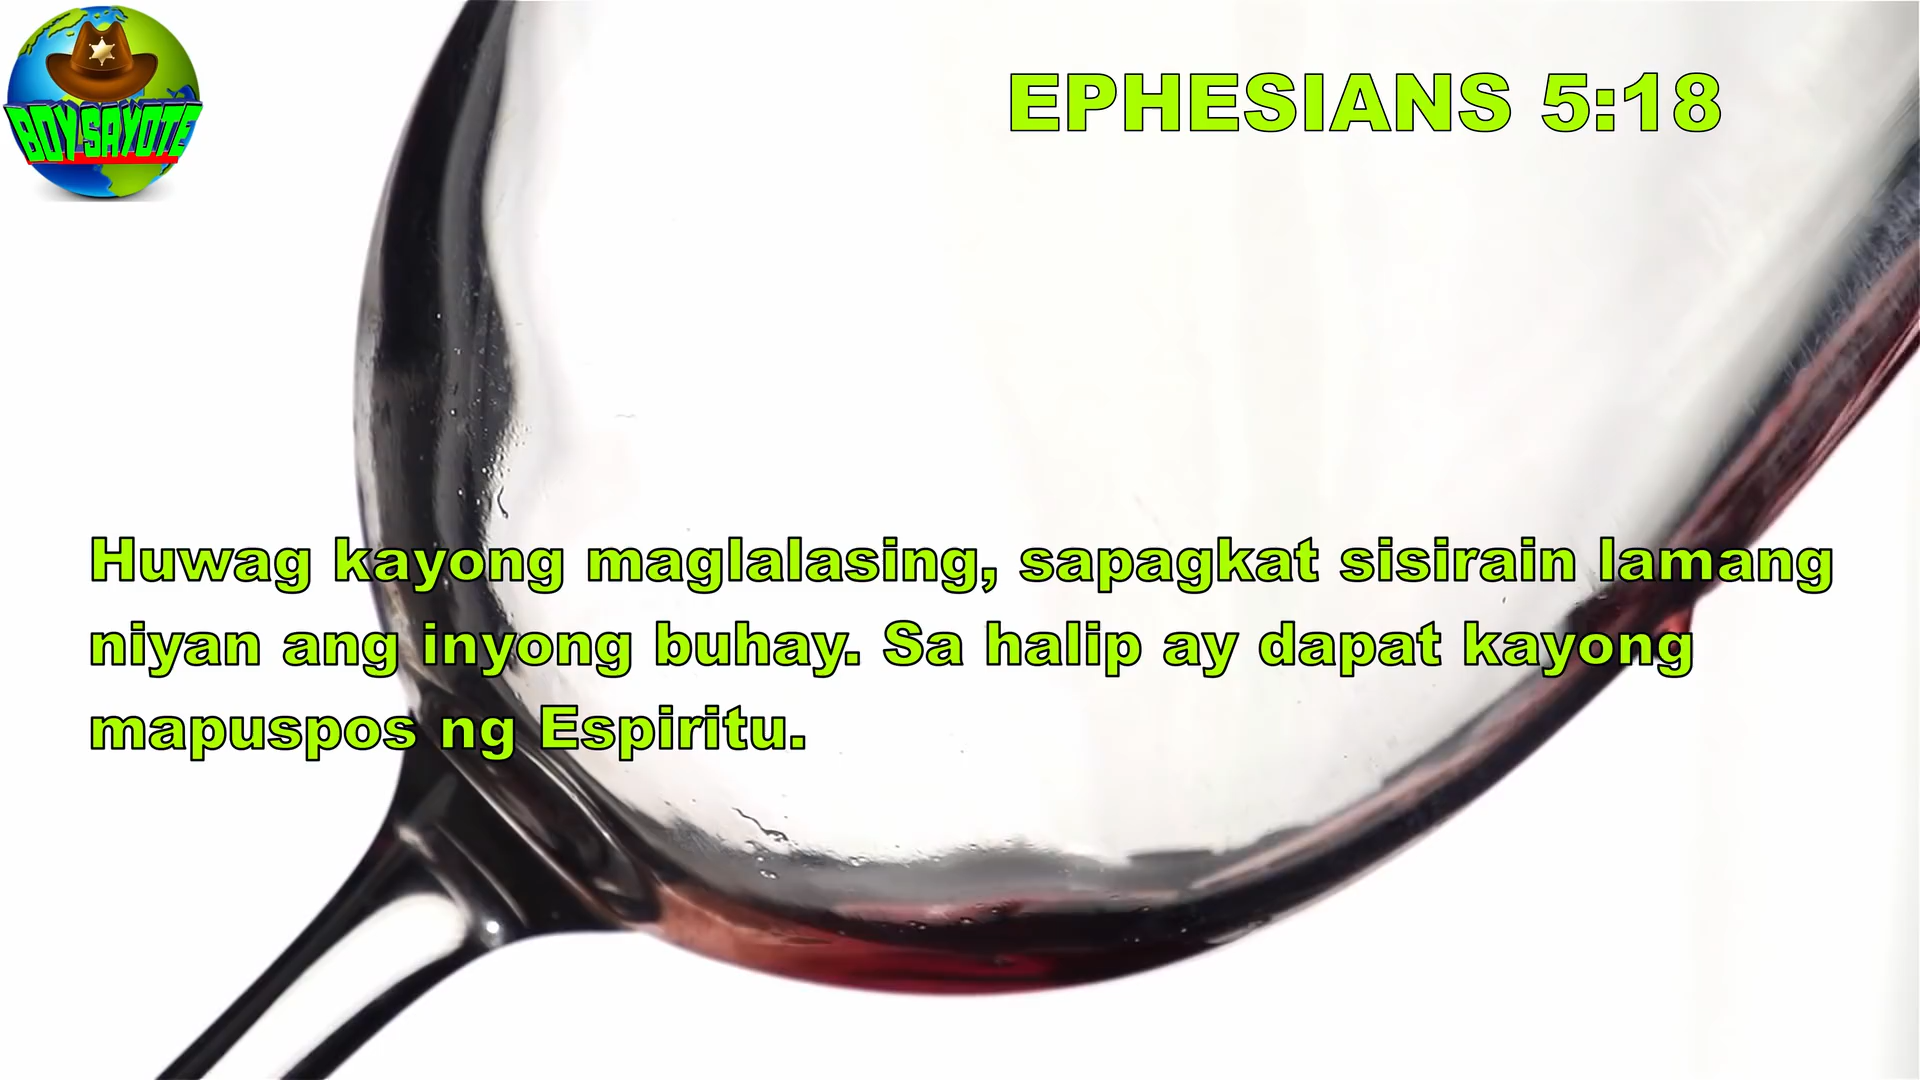 BOY SAYOTE
EPHESIANS 5:18
Huwag kayong maglalasing, sapagkat sisirain lamang
niyan ang inyong buhay. Sa halip ay dapat kayong
mapuspos ng Espiritu.